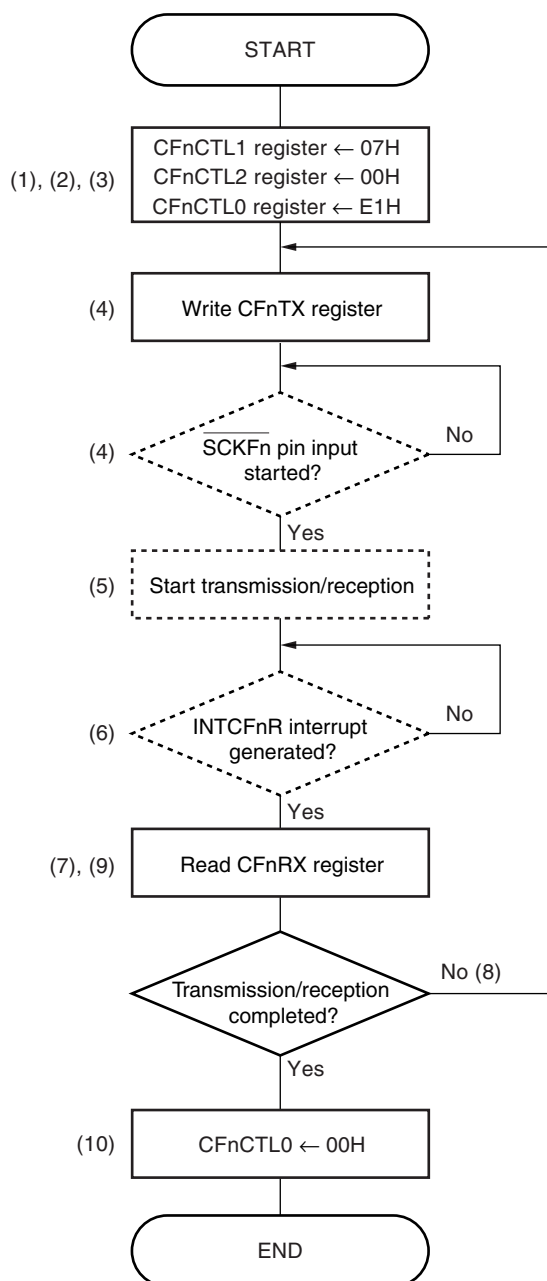 START
(1), (2), (3)
CFnCTL1 register ← 07H
CFnCTL2 register ← 00H
CFnCTL0 register ← E1H
(4)
Write CFnTX register
(4)
SCKFn pin input
started?
No
Yes
(5)
Start transmission/reception
(6)
INTCFnR interrupt
generated?
No
Yes
(7), (9)
Read CFnRX register
Transmission/reception
completed?
No (8)
Yes
(10)
CFnCTL0 ← 00H
END